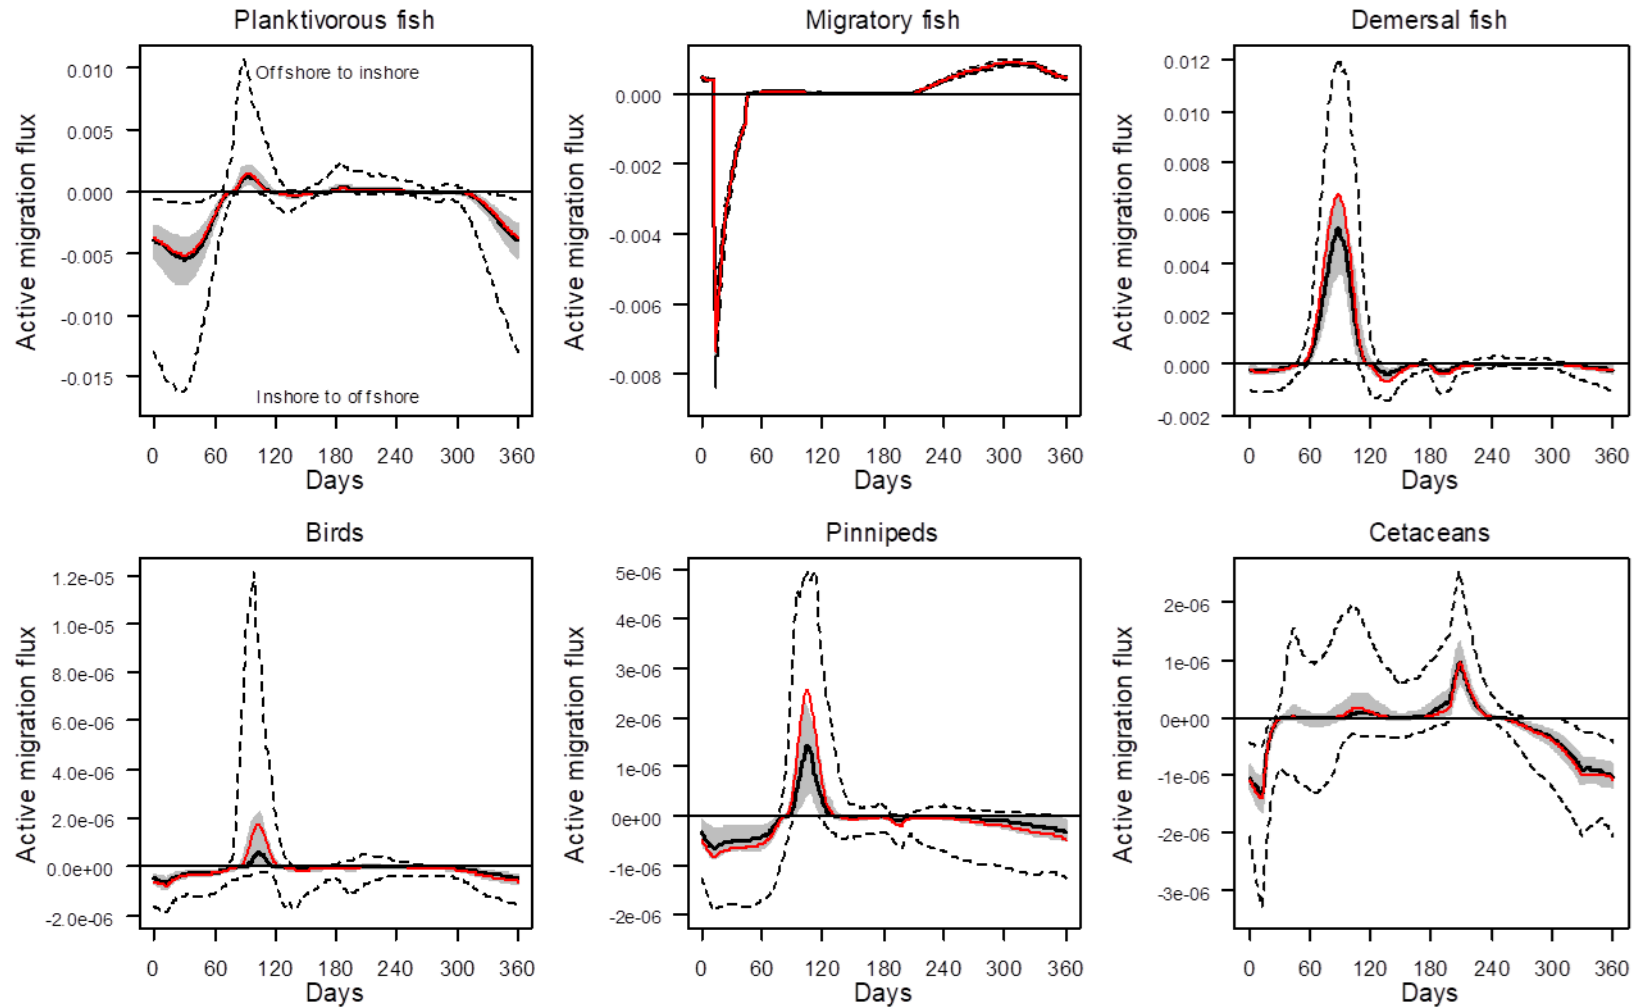 Planktivorous fish
Active migration flux
0.010
0.005
0.000
-0.005
-0.010
-0.015
Offshore to inshore
Inshore to offshore
0 60 120 180 240 300 360
Days
Migratory fish
Active migration flux
0.000
-0.002
-0.004
-0.006
-0.008
0 60 120 180 240 300 360
Days
Demersal fish
Active migration flux
0.012
0.010
0.008
0.006
0.004
0.002
0.000
-0.002
0 60 120 180 240 300 360
Days
Birds
Active migration flux
1.2e-05
1.0e-05
8.0e-06
6.0e-06
4.0e-06
2.0e-06
0.0e+00
-2.0e-06
0 60 120 180 240 300 360
Days
Pinnipeds
Active migration flux
5e-06
4e-06
3e-06
2e-06
1e-06
0e+00
-1e-06
-2e-06
0 60 120 180 240 300 360
Days
Cetaceans
Active migration flux
2e-06
1e-06
0e+00
-1e-06
-2e-06
-3e-06
0 60 120 180 240 300 360
Days